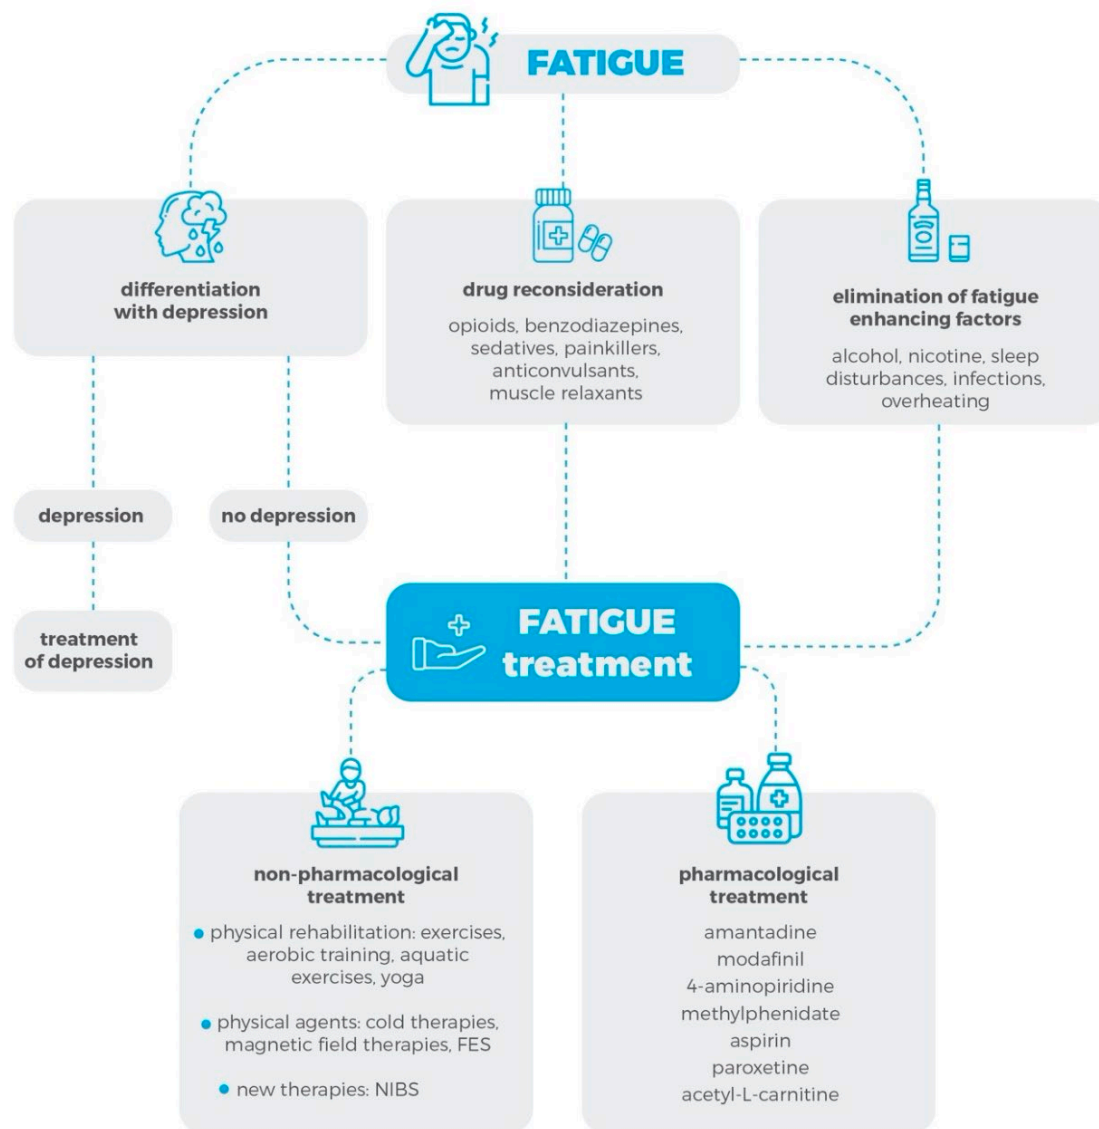 FATIGUE
differentiation
with depression
drug reconsideration
opioids, benzodiazepines,
sedatives, painkillers,
anticonvulsants,
muscle relaxants
elimination of fatigue
enhancing factors
alcohol, nicotine, sleep
disturbances, infections,
overheating
depression
no depression
treatment
of depression
FATIGUE
treatment
non-pharmacological
treatment
physical rehabilitation: exercises,
aerobic training, aquatic
exercises, yoga
physical agents: cold therapies,
magnetic field therapies, FES
new therapies: NIBS
pharmacological
treatment
amantadine
modafinil
4-aminopiridine
methylphenidate
aspirin
paroxetine
acetyl-L-carnitine